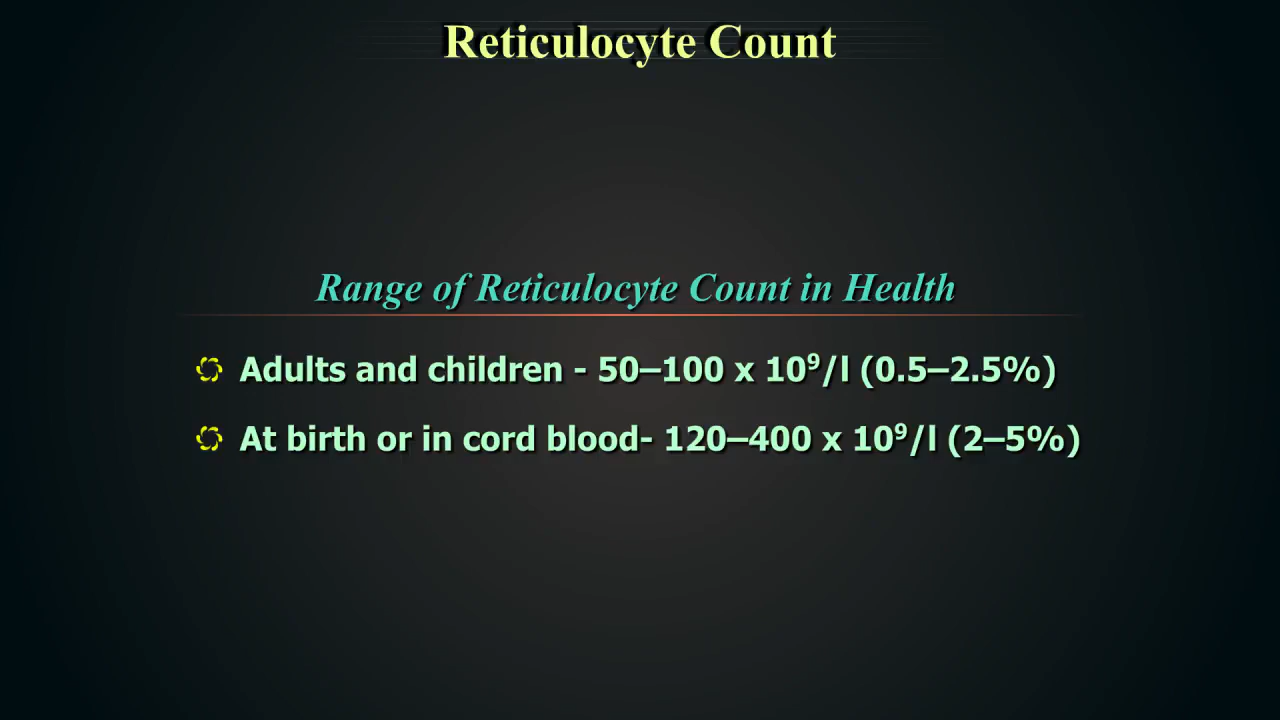 Reticulocyte Count
Range of Reticulocyte Count in Health
Adults and children - 50–100 x 10⁹/l (0.5–2.5%)
At birth or in cord blood- 120–400 x 10⁹/l (2–5%)